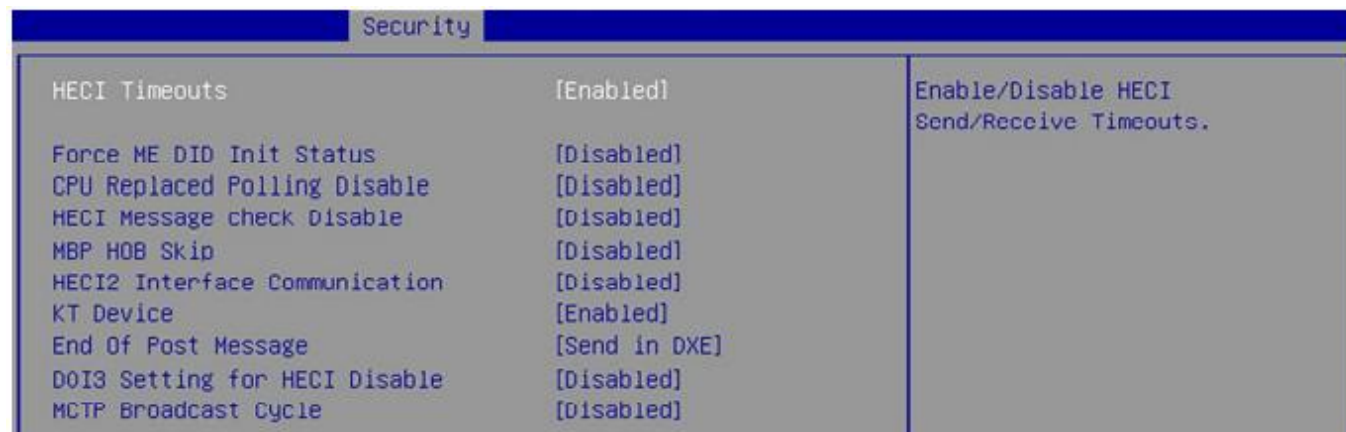 Security
HECI Timeouts [Enabled] Enable/Disable HECI
Send/Receive Timeouts.
Force ME DID Init Status [Disabled]
CPU Replaced Polling Disable [Disabled]
HECI Message check Disable [Disabled]
MBP HOB Skip [Disabled]
HECI2 Interface Communication [Disabled]
KT Device [Enabled]
End Of Post Message [Send in DXE]
D0I3 Setting for HECI Disable [Disabled]
MCTP Broadcast Cycle [Disabled]